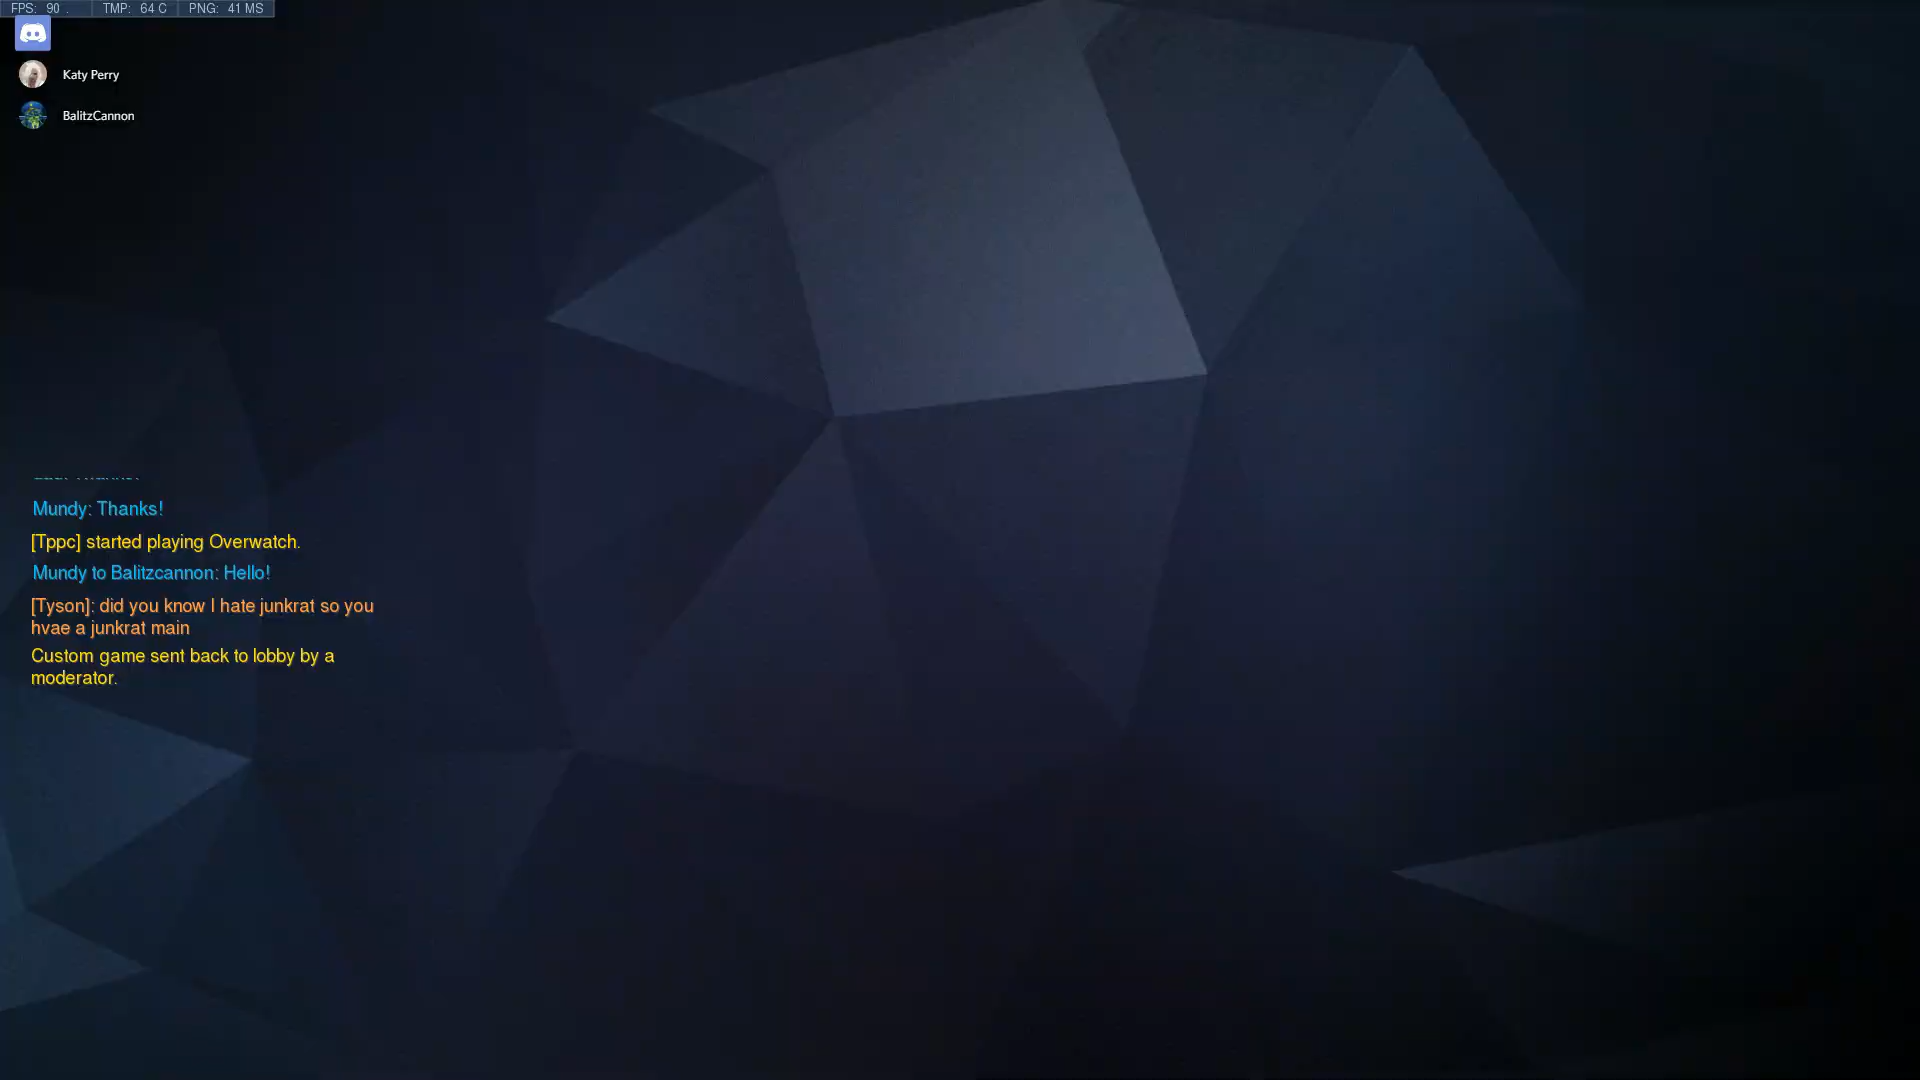 FPS: 90 . TMP: 64 C PNG: 41 MS
Katy Perry
BalitzCannon
Mundy: Thanks!
[Tppc] started playing Overwatch.
Mundy to Balitzcannon: Hello!
[Tyson]: did you know I hate junkrat so you
hvae a junkrat main
Custom game sent back to lobby by a
moderator.